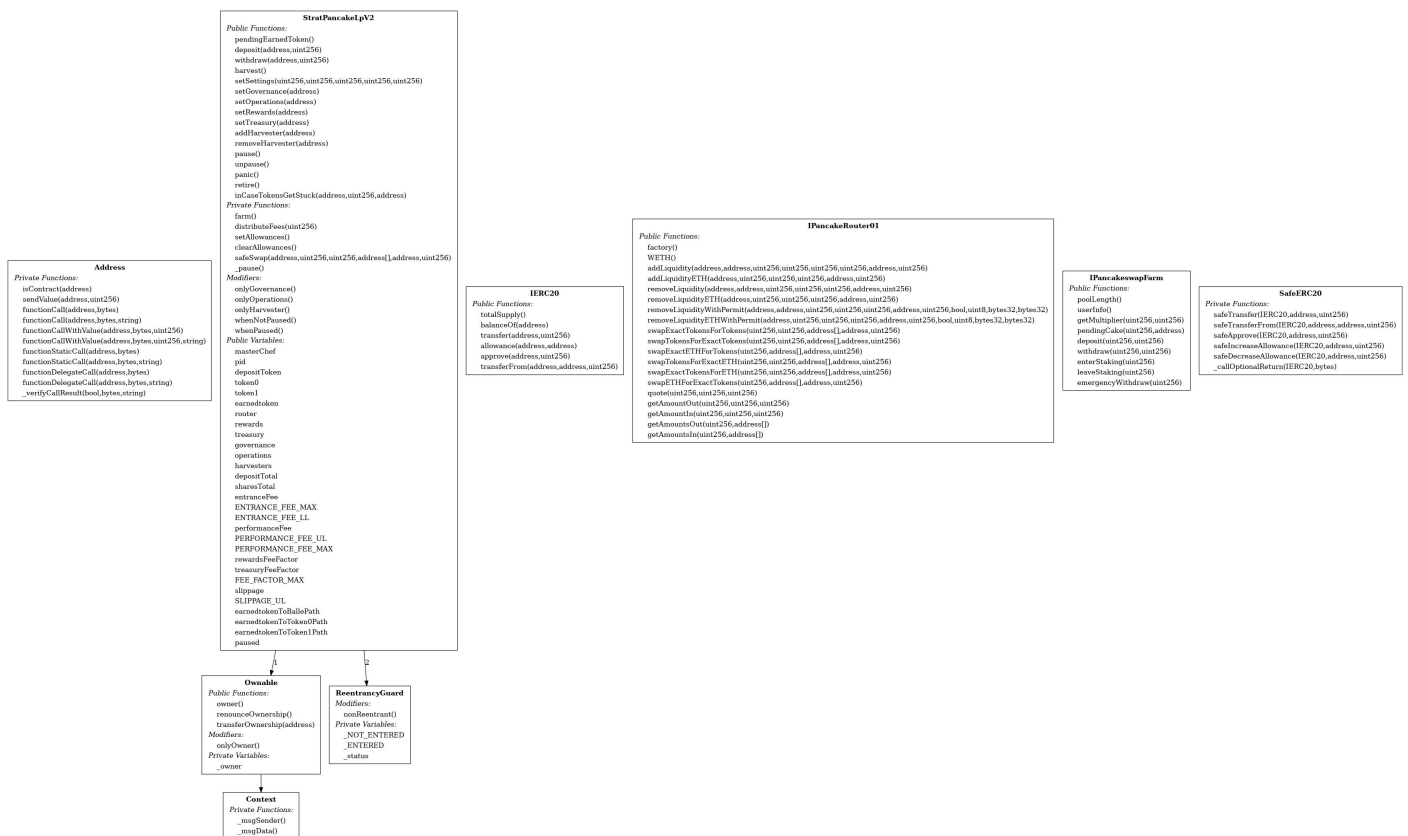 StratPancakeLpV2
Public Functions:
pendingEarnedToken()
deposit(address,uint256)
withdraw(address,uint256)
harvest()
setSettings(uint256,uint256,uint256,uint256,uint256)
setGovernance(address)
setOperations(address)
setRewards(address)
setTreasury(address)
addHarvester(address)
removeHarvester(address)
pause()
unpause()
panic()
retire()
inCaseTokensGetStuck(address,uint256,address)
Private Functions:
farm()
distributeFees(uint256)
setAllowances()
clearAllowances()
safeSwap(address,uint256,uint256,address[],address,uint256)
_pause()
Modifiers:
onlyGovernance()
onlyOperations()
onlyHarvester()
whenNotPaused()
whenPaused()
Public Variables:
masterChef
pid
depositToken
token0
token1
earnedtoken
router
rewards
treasury
governance
operations
harvesters
depositTotal
sharesTotal
entranceFee
ENTRANCE_FEE_MAX
ENTRANCE_FEE_LL
performanceFee
PERFORMANCE_FEE_UL
PERFORMANCE_FEE_MAX
rewardsFeeFactor
treasuryFeeFactor
FEE_FACTOR_MAX
slippage
SLIPPAGE_UL
earnedtokenToBallePath
earnedtokenToToken0Path
earnedtokenToToken1Path
paused
Address
Private Functions:
isContract(address)
sendValue(address,uint256)
functionCall(address,bytes)
functionCall(address,bytes,string)
functionCallWithValue(address,bytes,uint256)
functionCallWithValue(address,bytes,uint256,string)
functionStaticCall(address,bytes)
functionStaticCall(address,bytes,string)
functionDelegateCall(address,bytes)
functionDelegateCall(address,bytes,string)
_verifyCallResult(bool,bytes,string)
IERC20
Public Functions:
totalSupply()
balanceOf(address)
transfer(address,uint256)
allowance(address,address)
approve(address,uint256)
transferFrom(address,address,uint256)
IPancakeRouter01
Public Functions:
factory()
WETH()
addLiquidity(address,address,uint256,uint256,uint256,uint256,address,uint256)
addLiquidityETH(address,uint256,uint256,uint256,address,uint256)
removeLiquidity(address,address,uint256,uint256,uint256,address,uint256)
removeLiquidityETH(address,uint256,uint256,uint256,address,uint256)
removeLiquidityWithPermit(address,address,uint256,uint256,uint256,address,uint256,bool,uint8,bytes32,bytes32)
removeLiquidityETHWithPermit(address,uint256,uint256,uint256,address,uint256,bool,uint8,bytes32,bytes32)
swapExactTokensForTokens(uint256,uint256,address[],address,uint256)
swapTokensForExactTokens(uint256,uint256,address[],address,uint256)
swapExactETHForTokens(uint256,address[],address,uint256)
swapTokensForExactETH(uint256,uint256,address[],address,uint256)
swapExactTokensForETH(uint256,uint256,address[],address,uint256)
swapETHForExactTokens(uint256,address[],address,uint256)
quote(uint256,uint256,uint256)
getAmountOut(uint256,uint256,uint256)
getAmountIn(uint256,uint256,uint256)
getAmountsOut(uint256,address[])
getAmountsIn(uint256,address[])
IPancakeswapFarm
Public Functions:
poolLength()
userInfo()
getMultiplier(uint256,uint256)
pendingCake(uint256,address)
deposit(uint256,uint256)
withdraw(uint256,uint256)
enterStaking(uint256)
leaveStaking(uint256)
emergencyWithdraw(uint256)
SafeERC20
Private Functions:
safeTransfer(IERC20,address,uint256)
safeTransferFrom(IERC20,address,address,uint256)
safeApprove(IERC20,address,uint256)
safeIncreaseAllowance(IERC20,address,uint256)
safeDecreaseAllowance(IERC20,address,uint256)
_callOptionalReturn(IERC20,bytes)
1
2
Ownable
Public Functions:
owner()
renounceOwnership()
transferOwnership(address)
Modifiers:
onlyOwner()
Private Variables:
_owner
ReentrancyGuard
Modifiers:
nonReentrant()
Private Variables:
_NOT_ENTERED
_ENTERED
_status
Context
Private Functions:
_msgSender()
_msgData()